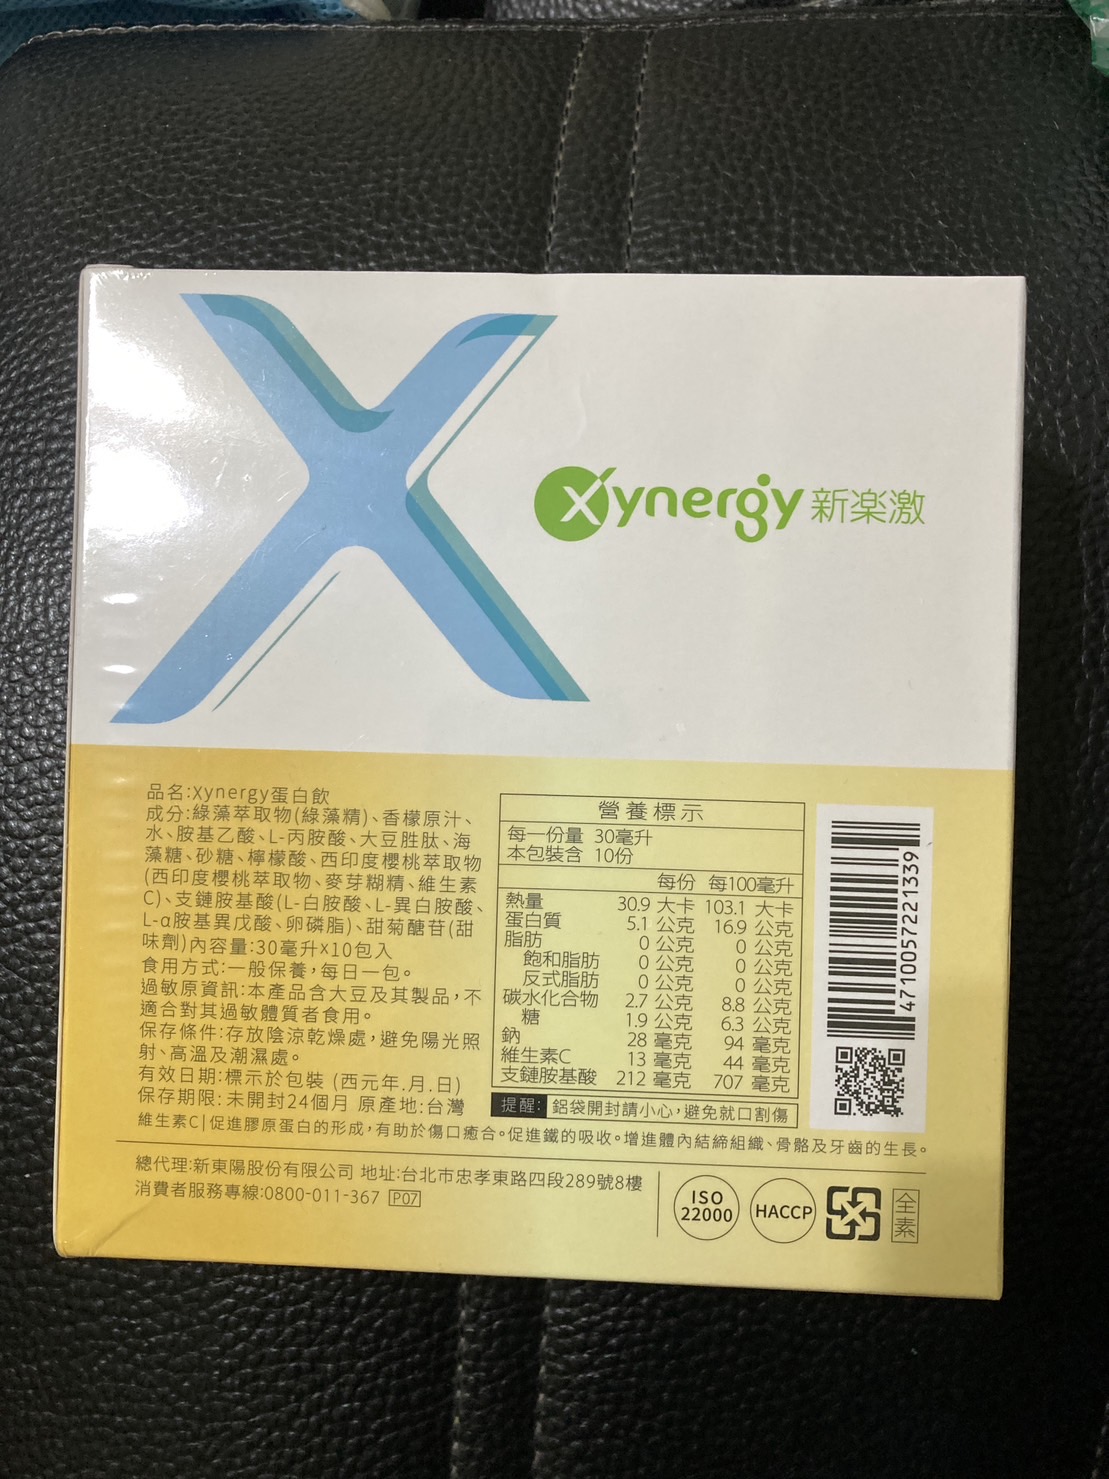 Xynergy 新楽激
品名:Xynergy蛋白飲
成分:綠藻萃取物(綠藻精)、香檬原汁、
水、胺基乙酸、L-丙胺酸、大豆胜肽、海
藻糖、砂糖、檸檬酸、西印度櫻桃萃取物
(西印度櫻桃萃取物、麥芽糊精、維生素
C)、支鏈胺基酸(L-白胺酸、L-異白胺酸、
L-α胺基異戊酸、卵磷脂)、甜菊醣苷(甜
味劑)內容量:30毫升x10包入
食用方式:一般保養,每日一包。
過敏原資訊:本產品含大豆及其製品,不
適合對其過敏體質者食用。
保存條件:存放陰涼乾燥處,避免陽光照
射、高溫及潮濕處。
有效日期:標示於包裝 (西元年.月.日)
保存期限: 未開封24個月 原產地:台灣
營養標示
每一份量 30毫升
本包裝含 10份
每份 每100毫升
熱量 30.9 大卡 103.1 大卡
蛋白質 5.1 公克 16.9 公克
脂肪 0 公克 0 公克
飽和脂肪 0 公克 0 公克
反式脂肪 0 公克 0 公克
碳水化合物 2.7 公克 8.8 公克
糖 1.9 公克 6.3 公克
鈉 28 毫克 94 毫克
維生素C 13 毫克 44 毫克
支鏈胺基酸 212 毫克 707 毫克
提醒: 鋁袋開封請小心,避免就口割傷
4710057221339
維生素C|促進膠原蛋白的形成,有助於傷口癒合。促進鐵的吸收。增進體內結締組織、骨骼及牙齒的生長。
總代理:新東陽股份有限公司 地址:台北市忠孝東路四段289號8樓
消費者服務專線:0800-011-367 P07
ISO
22000
HACCP
全素